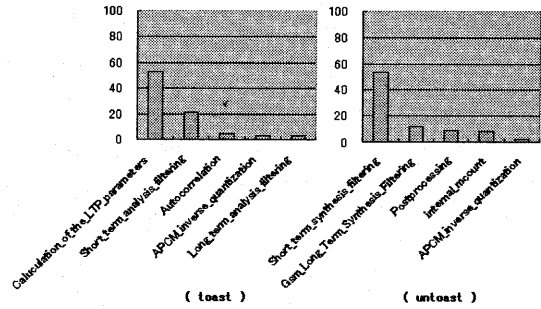 100
80
60
40
20
0
Caluculation_of_the_LTP_parameters
Short_term_analysis_filtering
Autocorrelation
APCM_inverse_quantization
Long_term_analysis_filtering
( toast )
100
80
60
40
20
0
Short_term_synthesis_filtering
Gsm_Long_Term_Synthesis_Filtering
Postprocessing
internal_mcount
APCM_inverse_quantization
( untoast )